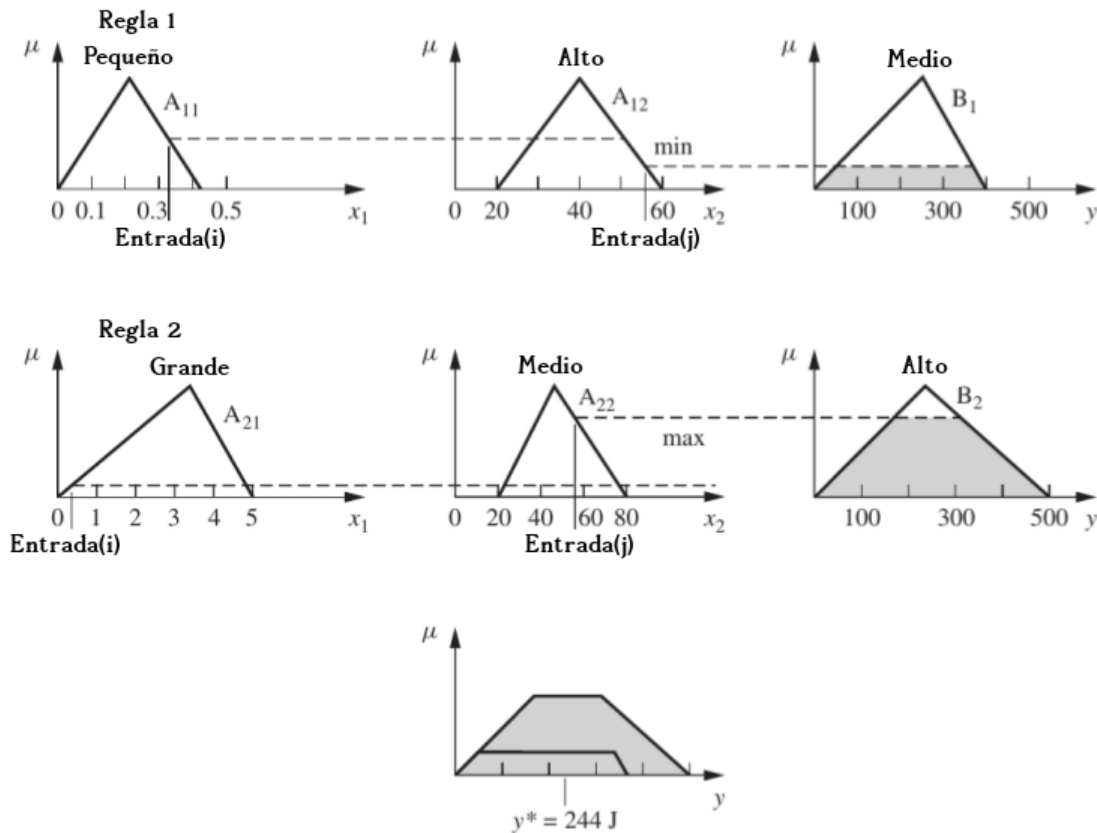 Regla 1
μ Pequeño A₁₁
0 0.1 0.3 0.5 x₁
Entrada(i)
μ Alto A₁₂
min
0 20 40 60 x₂
Entrada(j)
μ Medio B₁
100 300 500 y
Regla 2
μ Grande A₂₁
0 1 2 3 4 5 x₁
Entrada(i)
μ Medio A₂₂
max
0 20 40 60 80 x₂
Entrada(j)
μ Alto B₂
100 300 500 y
μ
y
y* = 244 J